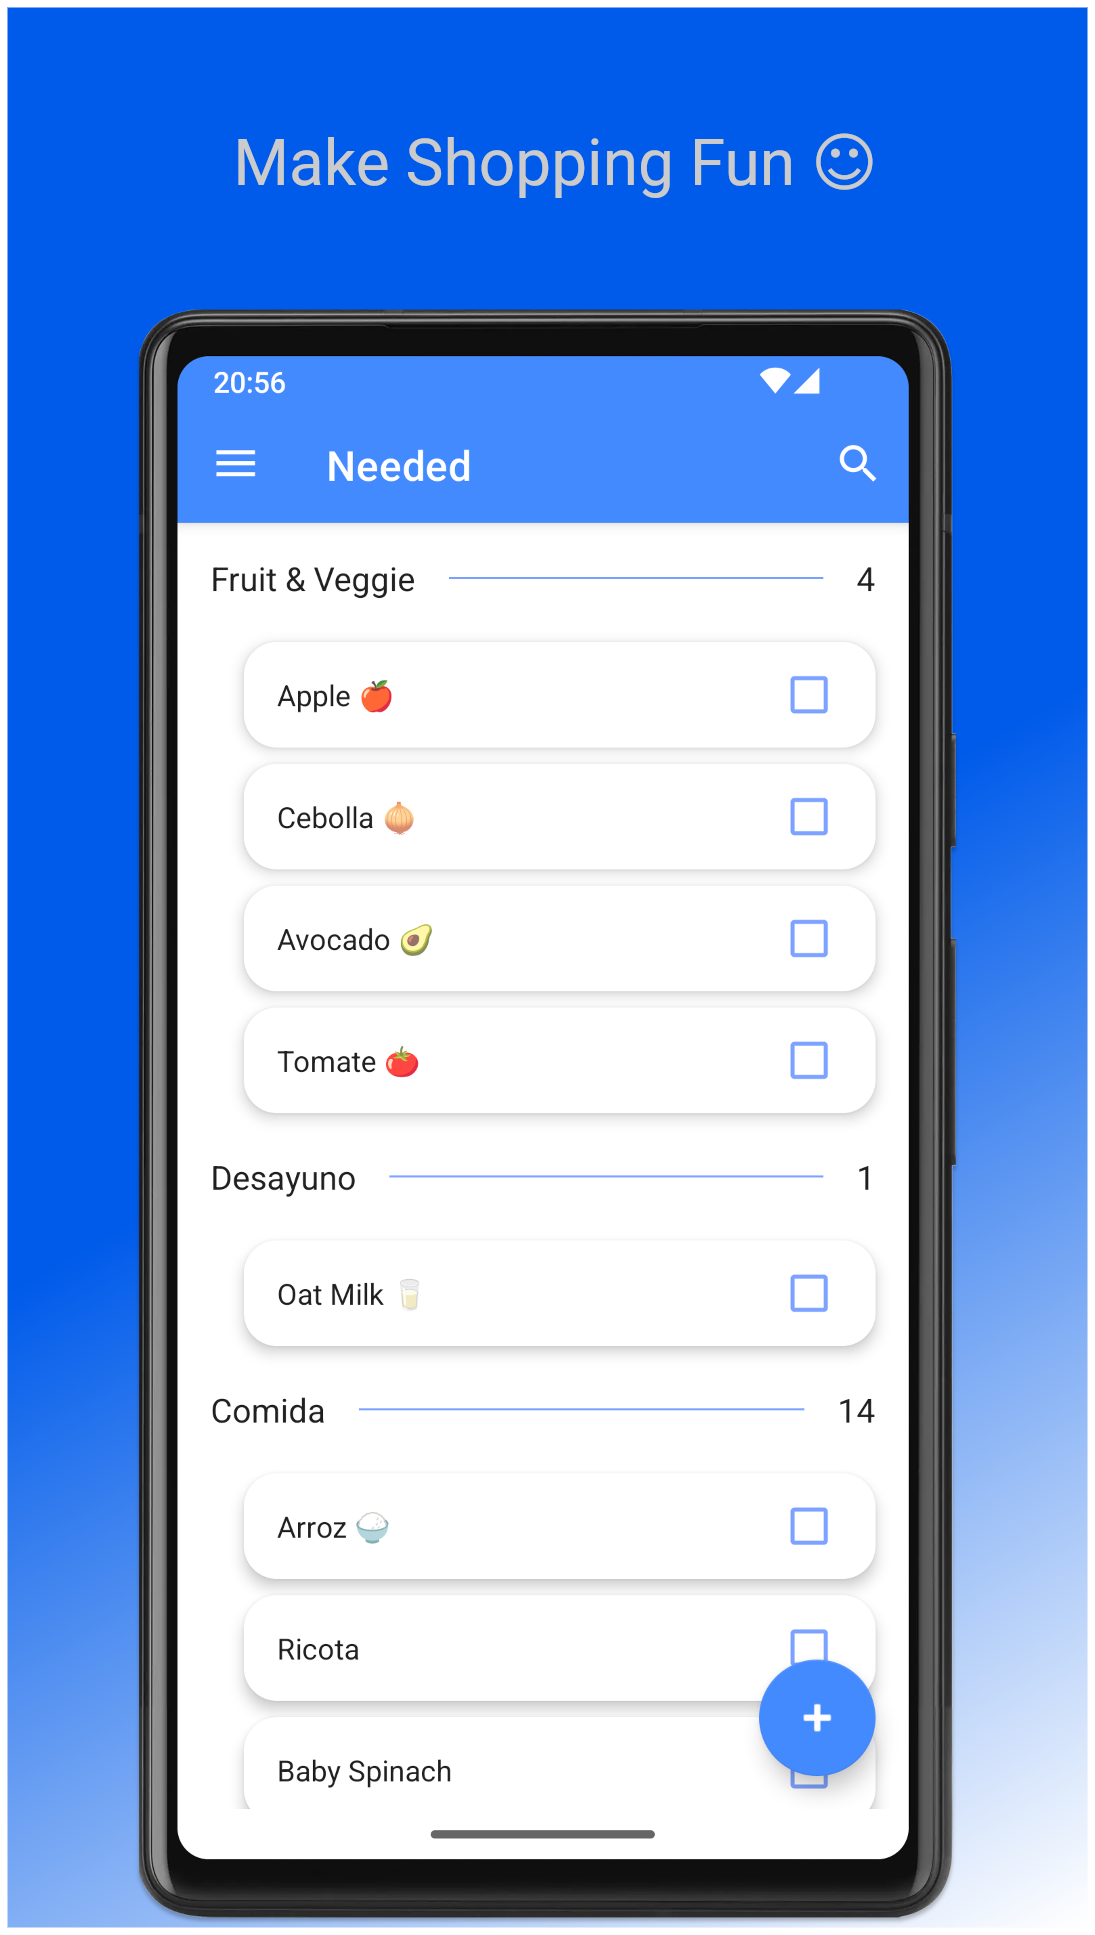 Make Shopping Fun ☺
20:56
Needed
Fruit & Veggie 4
Apple 🍎
Cebolla 🧅
Avocado 🥑
Tomate 🍅
Desayuno 1
Oat Milk 🥛
Comida 14
Arroz 🍚
Ricota
Baby Spinach